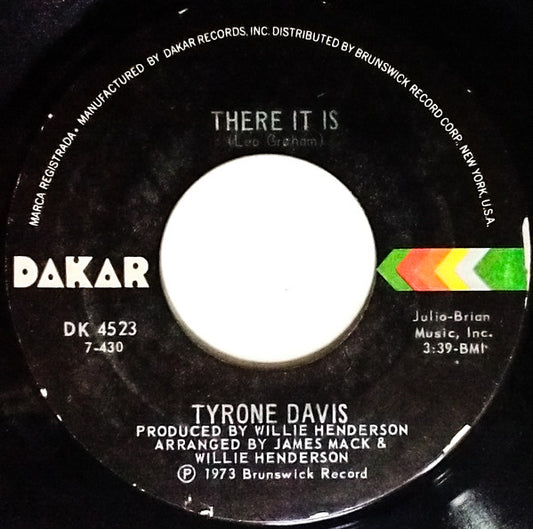 MARCA REGISTRADA • MANUFACTURED BY DAKAR RECORDS, INC. DISTRIBUTED BY BRUNSWICK RECORD CORP., NEW YORK, U.S.A.
THERE IT IS
(Leo Graham)
DAKAR
DK 4523
7-430
Julio-Brian
Music, Inc.
3:39-BMI
TYRONE DAVIS
PRODUCED BY WILLIE HENDERSON
ARRANGED BY JAMES MACK &
WILLIE HENDERSON
Ⓟ 1973 Brunswick Record